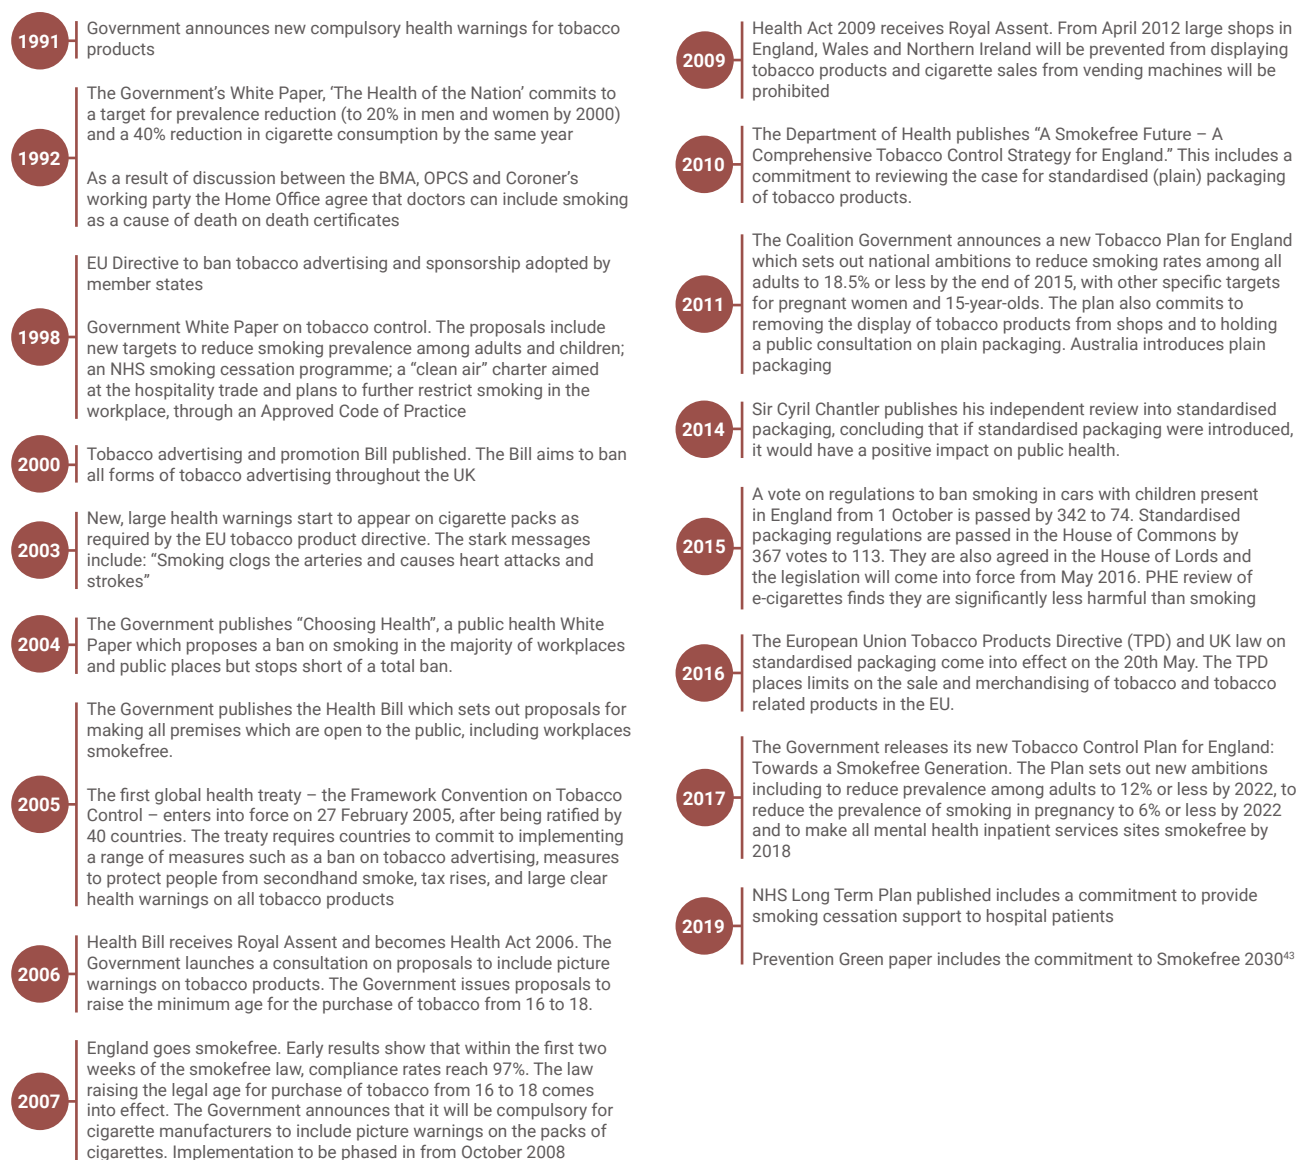 1991
Government announces new compulsory health warnings for tobacco
products
1992
The Government’s White Paper, ‘The Health of the Nation’ commits to
a target for prevalence reduction (to 20% in men and women by 2000)
and a 40% reduction in cigarette consumption by the same year
As a result of discussion between the BMA, OPCS and Coroner’s
working party the Home Office agree that doctors can include smoking
as a cause of death on death certificates
1998
EU Directive to ban tobacco advertising and sponsorship adopted by
member states
Government White Paper on tobacco control. The proposals include
new targets to reduce smoking prevalence among adults and children;
an NHS smoking cessation programme; a “clean air” charter aimed
at the hospitality trade and plans to further restrict smoking in the
workplace, through an Approved Code of Practice
2000
Tobacco advertising and promotion Bill published. The Bill aims to ban
all forms of tobacco advertising throughout the UK
2003
New, large health warnings start to appear on cigarette packs as
required by the EU tobacco product directive. The stark messages
include: “Smoking clogs the arteries and causes heart attacks and
strokes”
2004
The Government publishes “Choosing Health”, a public health White
Paper which proposes a ban on smoking in the majority of workplaces
and public places but stops short of a total ban.
2005
The Government publishes the Health Bill which sets out proposals for
making all premises which are open to the public, including workplaces
smokefree.
The first global health treaty – the Framework Convention on Tobacco
Control – enters into force on 27 February 2005, after being ratified by
40 countries. The treaty requires countries to commit to implementing
a range of measures such as a ban on tobacco advertising, measures
to protect people from secondhand smoke, tax rises, and large clear
health warnings on all tobacco products
2006
Health Bill receives Royal Assent and becomes Health Act 2006. The
Government launches a consultation on proposals to include picture
warnings on tobacco products. The Government issues proposals to
raise the minimum age for the purchase of tobacco from 16 to 18.
2007
England goes smokefree. Early results show that within the first two
weeks of the smokefree law, compliance rates reach 97%. The law
raising the legal age for purchase of tobacco from 16 to 18 comes
into effect. The Government announces that it will be compulsory for
cigarette manufacturers to include picture warnings on the packs of
cigarettes. Implementation to be phased in from October 2008
2009
Health Act 2009 receives Royal Assent. From April 2012 large shops in
England, Wales and Northern Ireland will be prevented from displaying
tobacco products and cigarette sales from vending machines will be
prohibited
2010
The Department of Health publishes “A Smokefree Future – A
Comprehensive Tobacco Control Strategy for England.” This includes a
commitment to reviewing the case for standardised (plain) packaging
of tobacco products.
2011
The Coalition Government announces a new Tobacco Plan for England
which sets out national ambitions to reduce smoking rates among all
adults to 18.5% or less by the end of 2015, with other specific targets
for pregnant women and 15-year-olds. The plan also commits to
removing the display of tobacco products from shops and to holding
a public consultation on plain packaging. Australia introduces plain
packaging
2014
Sir Cyril Chantler publishes his independent review into standardised
packaging, concluding that if standardised packaging were introduced,
it would have a positive impact on public health.
2015
A vote on regulations to ban smoking in cars with children present
in England from 1 October is passed by 342 to 74. Standardised
packaging regulations are passed in the House of Commons by
367 votes to 113. They are also agreed in the House of Lords and
the legislation will come into force from May 2016. PHE review of
e-cigarettes finds they are significantly less harmful than smoking
2016
The European Union Tobacco Products Directive (TPD) and UK law on
standardised packaging come into effect on the 20th May. The TPD
places limits on the sale and merchandising of tobacco and tobacco
related products in the EU.
2017
The Government releases its new Tobacco Control Plan for England:
Towards a Smokefree Generation. The Plan sets out new ambitions
including to reduce prevalence among adults to 12% or less by 2022, to
reduce the prevalence of smoking in pregnancy to 6% or less by 2022
and to make all mental health inpatient services sites smokefree by
2018
2019
NHS Long Term Plan published includes a commitment to provide
smoking cessation support to hospital patients
Prevention Green paper includes the commitment to Smokefree 2030⁴³